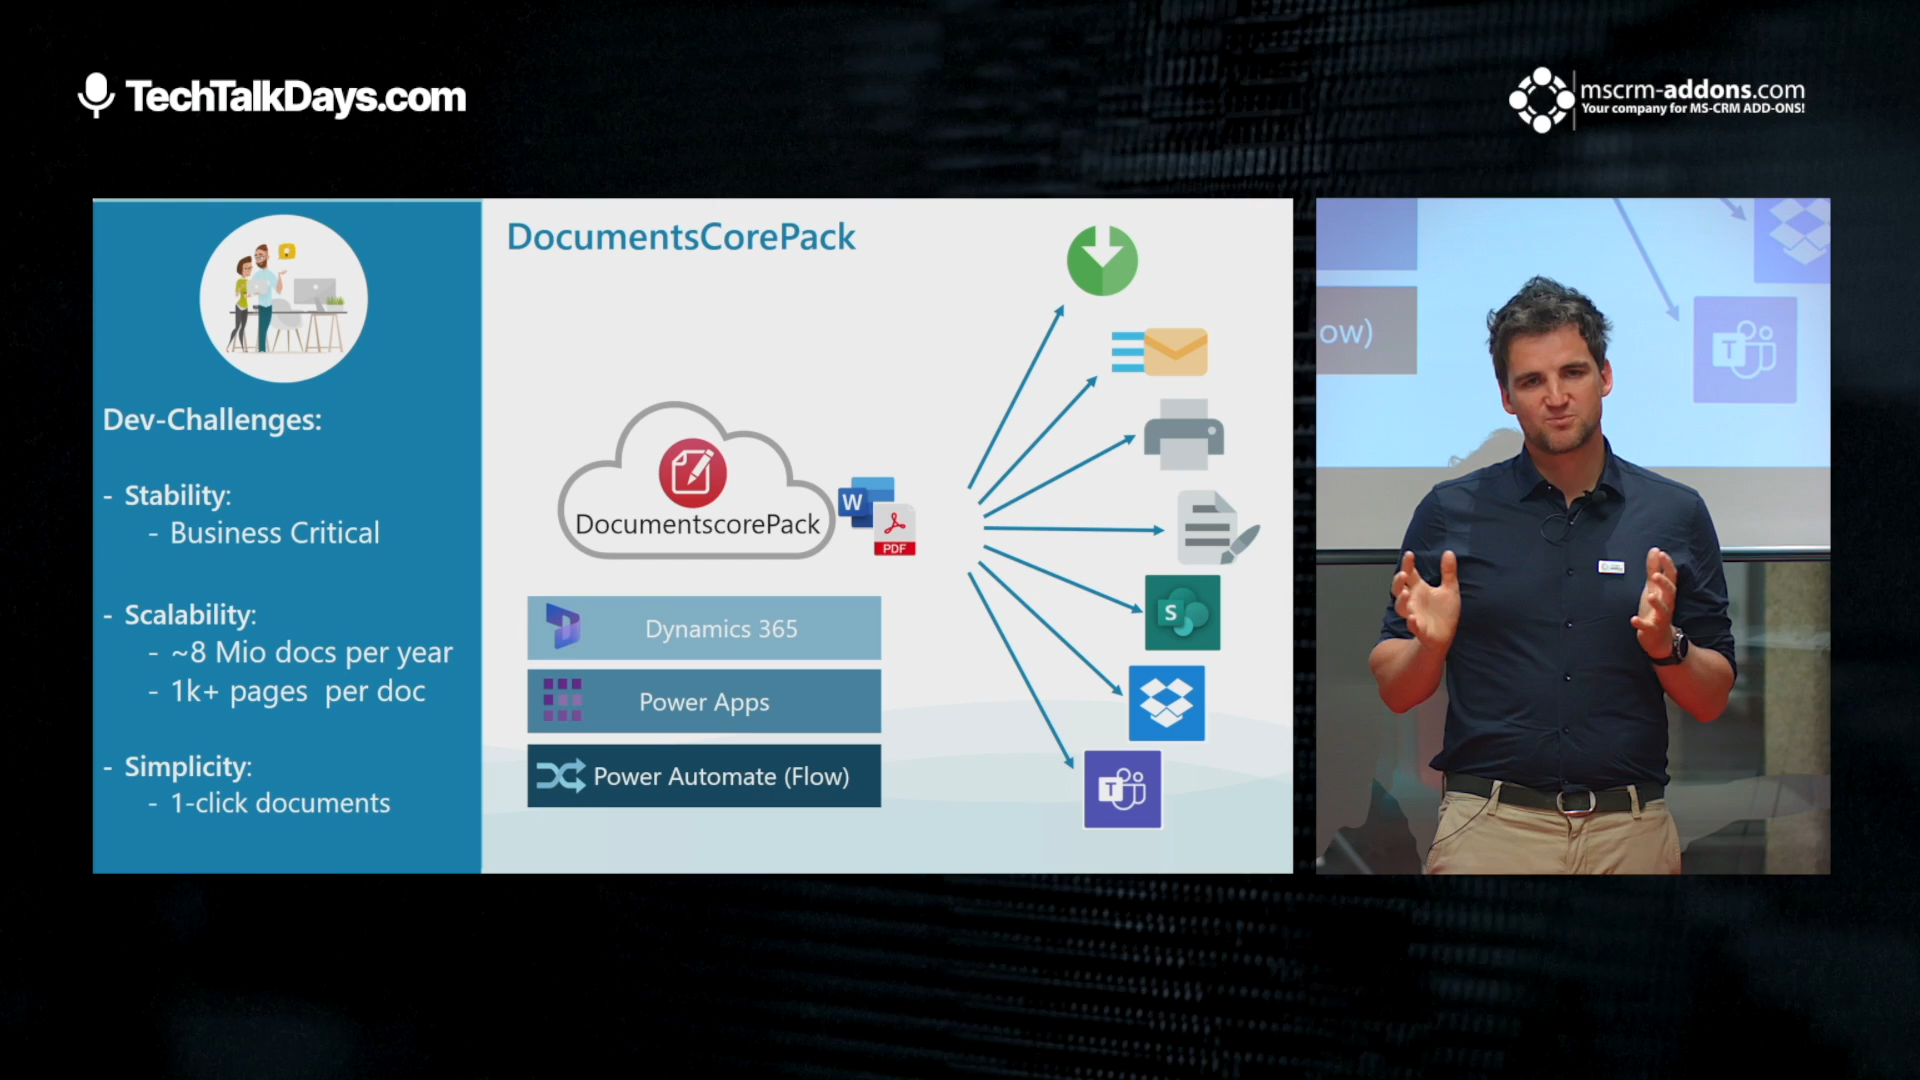 TechTalkDays.com
mscrm-addons.com
Your company for MS-CRM ADD-ONS!
Dev-Challenges:
- Stability:
- Business Critical
- Scalability:
- ~8 Mio docs per year
- 1k+ pages per doc
- Simplicity:
- 1-click documents
DocumentsCorePack
DocumentscorePack
W
PDF
Dynamics 365
Power Apps
Power Automate (Flow)
S
T
ow)
T